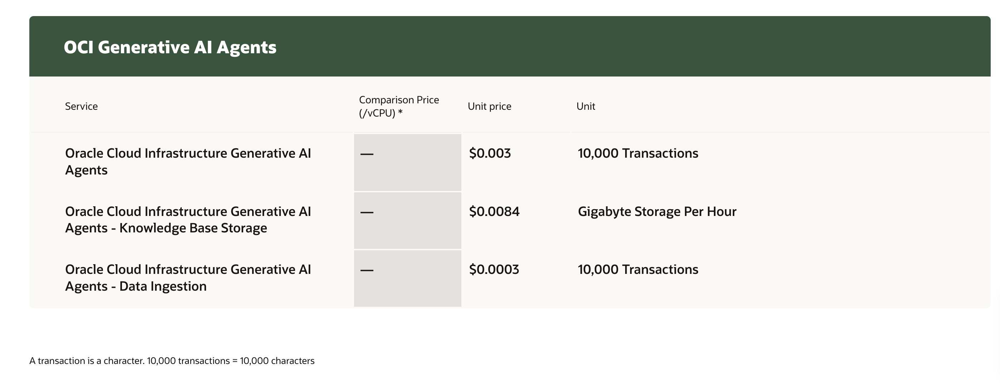 OCI Generative AI Agents
Service
Comparison Price
(/vCPU) *
Unit price
Unit
Oracle Cloud Infrastructure Generative AI
Agents
—
$0.003
10,000 Transactions
Oracle Cloud Infrastructure Generative AI
Agents - Knowledge Base Storage
—
$0.0084
Gigabyte Storage Per Hour
Oracle Cloud Infrastructure Generative AI
Agents - Data Ingestion
—
$0.0003
10,000 Transactions
A transaction is a character. 10,000 transactions = 10,000 characters